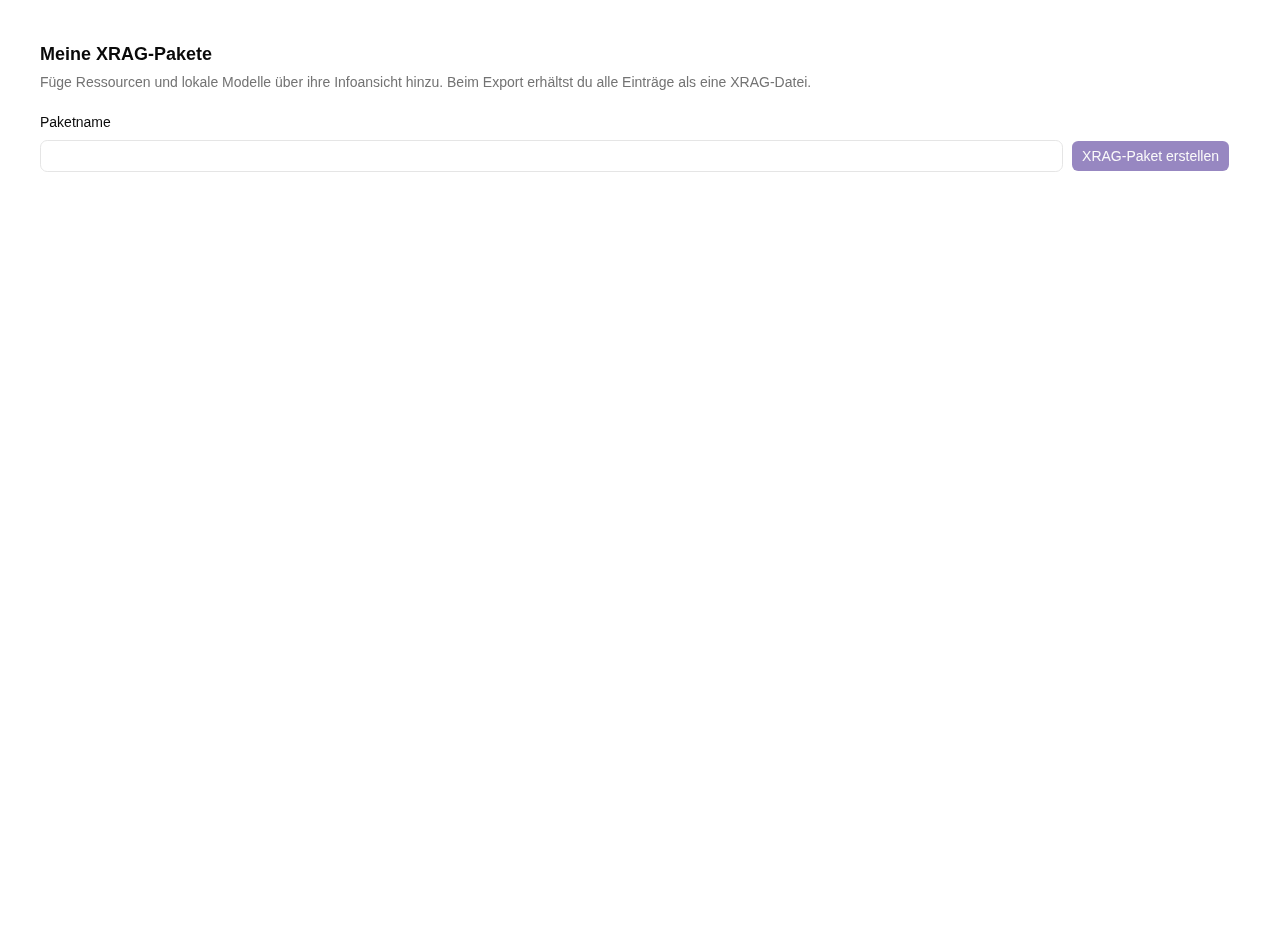 Meine XRAG-Pakete
Füge Ressourcen und lokale Modelle über ihre Infoansicht hinzu. Beim Export erhältst du alle Einträge als eine XRAG-Datei.
Paketname
XRAG-Paket erstellen